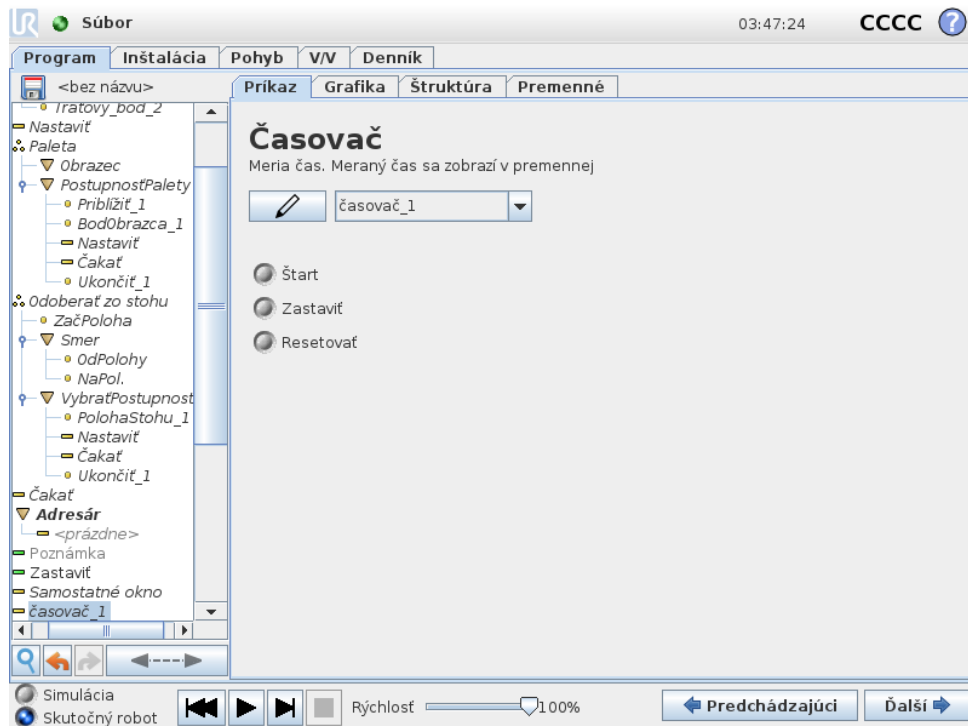 Súbor
03:47:24
CCCC
Program Inštalácia Pohyb V/V Denník
<bez názvu>
Príkaz Grafika Štruktúra Premenné
Traťový_bod_2
Nastaviť
Paleta
Obrazec
PostupnosťPalety
Priblížiť_1
BodObrazca_1
Nastaviť
Čakať
Ukončiť_1
Odoberať zo stohu
ZačPoloha
Smer
OdPolohy
NaPol.
VybraťPostupnosť
PolohaStohu_1
Nastaviť
Čakať
Ukončiť_1
Čakať
Adresár
<prázdne>
Poznámka
Zastaviť
Samostatné okno
časovač_1
Časovač
Meria čas. Meraný čas sa zobrazí v premennej
časovač_1
Štart
Zastaviť
Resetovať
Simulácia
Skutočný robot
Rýchlosť
100%
Predchádzajúci
Ďalší